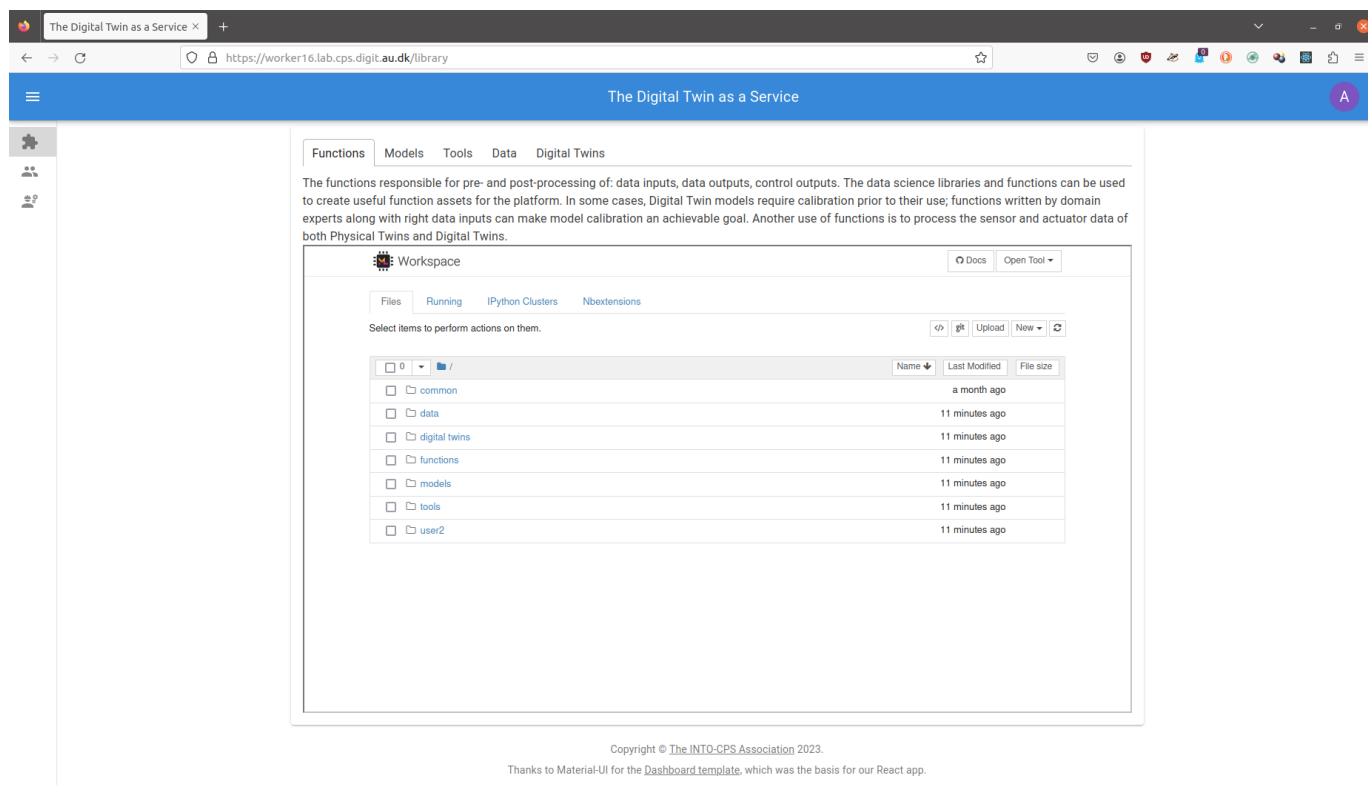 The Digital Twin as a Service × +
https://worker16.lab.cps.digit.au.dk/library
The Digital Twin as a Service
A
Functions Models Tools Data Digital Twins
The functions responsible for pre- and post-processing of: data inputs, data outputs, control outputs. The data science libraries and functions can be used
to create useful function assets for the platform. In some cases, Digital Twin models require calibration prior to their use; functions written by domain
experts along with right data inputs can make model calibration an achievable goal. Another use of functions is to process the sensor and actuator data of
both Physical Twins and Digital Twins.
Workspace Docs Open Tool
Files Running IPython Clusters Nbextensions
Select items to perform actions on them. </> git Upload New
0 / Name Last Modified File size
common a month ago
data 11 minutes ago
digital twins 11 minutes ago
functions 11 minutes ago
models 11 minutes ago
tools 11 minutes ago
user2 11 minutes ago
Copyright © The INTO-CPS Association 2023.
Thanks to Material-UI for the Dashboard template, which was the basis for our React app.